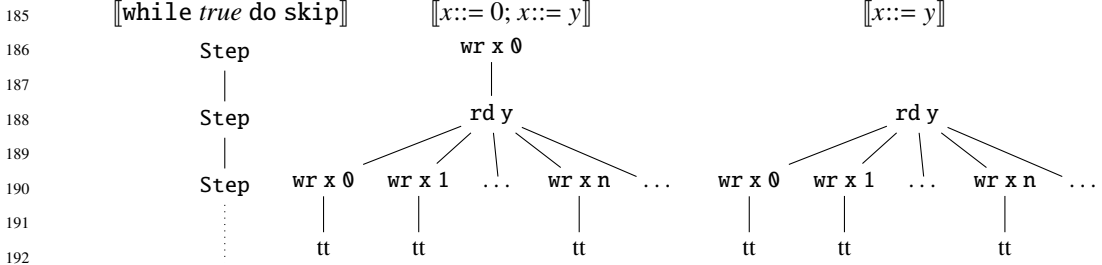 185 ⟦while true do skip⟧ ⟦x::= 0; x::= y⟧ ⟦x::= y⟧
186 Step wr x 0
187
188 Step rd y rd y
189
190 Step wr x 0 wr x 1 ... wr x n ... wr x 0 wr x 1 ... wr x n ...
191
192 tt tt tt tt tt tt